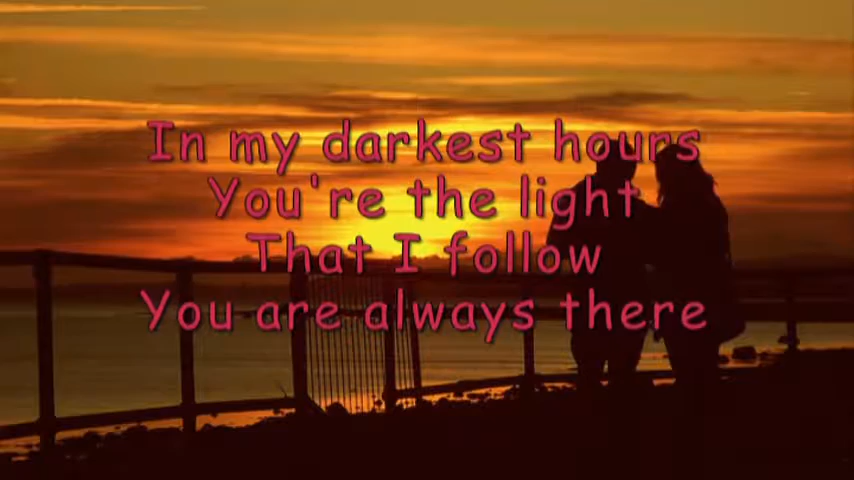 In my darkest hours
You're the light
That I follow
You are always there